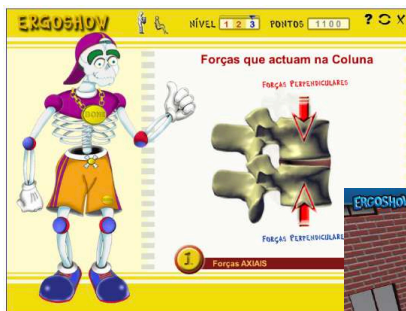 ERGOSHOW
NÍVEL 1 2 3 PONTOS 1100 ? X
Forças que actuam na Coluna
FORÇAS PERPENDICULARES
BONE
FORÇAS PERPENDICULARES
1 Forças AXIAIS
ERGOSHOW